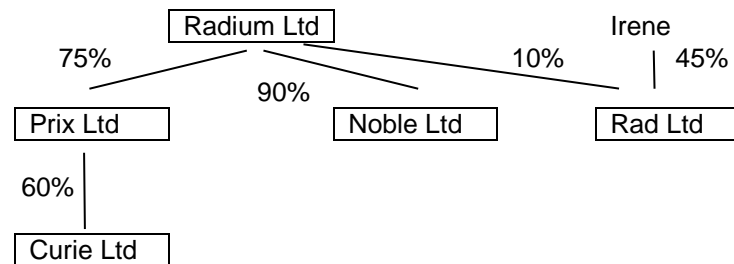 Radium Ltd
Irene
75%
10%
45%
90%
Prix Ltd
Noble Ltd
Rad Ltd
60%
Curie Ltd